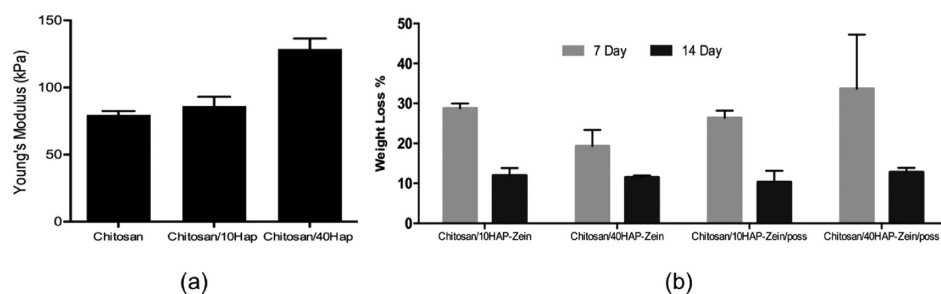 Young's Modulus (kPa)
150
100
50
0
Chitosan Chitosan/10Hap Chitosan/40Hap
(a)
Weight Loss %
50
40
30
20
10
0
7 Day 14 Day
Chitosan/10HAP-Zein Chitosan/40HAP-Zein Chitosan/10HAP-Zein/poss Chitosan/40HAP-Zein/poss
(b)